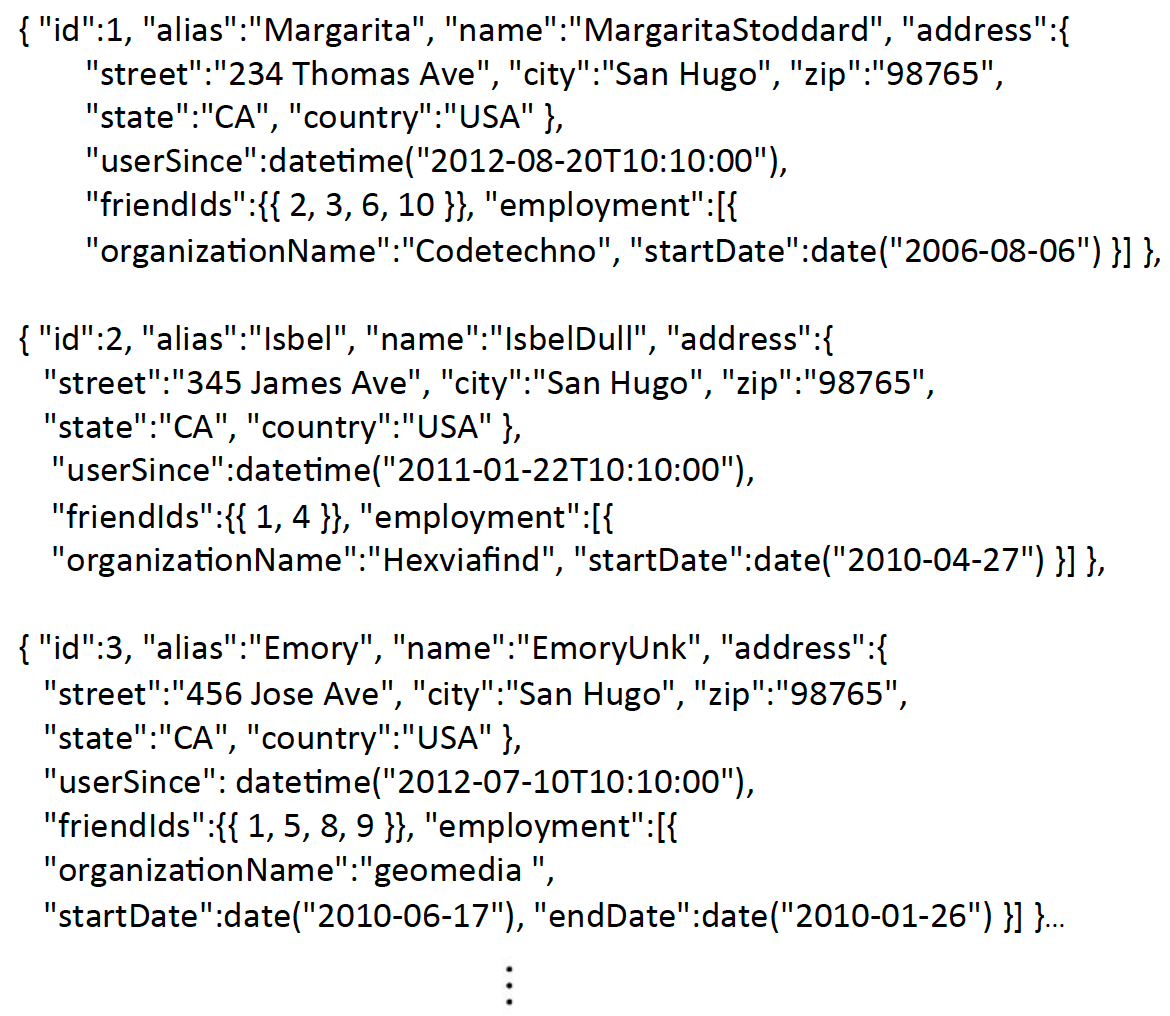 { "id":1, "alias":"Margarita", "name":"MargaritaStoddard", "address":{
"street":"234 Thomas Ave", "city":"San Hugo", "zip":"98765",
"state":"CA", "country":"USA" },
"userSince":datetime("2012-08-20T10:10:00"),
"friendIds":{{ 2, 3, 6, 10 }}, "employment":[{
"organizationName":"Codetechno", "startDate":date("2006-08-06") }] },
{ "id":2, "alias":"Isbel", "name":"IsbelDull", "address":{
"street":"345 James Ave", "city":"San Hugo", "zip":"98765",
"state":"CA", "country":"USA" },
"userSince":datetime("2011-01-22T10:10:00"),
"friendIds":{{ 1, 4 }}, "employment":[{
"organizationName":"Hexviafind", "startDate":date("2010-04-27") }] },
{ "id":3, "alias":"Emory", "name":"EmoryUnk", "address":{
"street":"456 Jose Ave", "city":"San Hugo", "zip":"98765",
"state":"CA", "country":"USA" },
"userSince": datetime("2012-07-10T10:10:00"),
"friendIds":{{ 1, 5, 8, 9 }}, "employment":[{
"organizationName":"geomedia ",
"startDate":date("2010-06-17"), "endDate":date("2010-01-26") }] }...
⋮